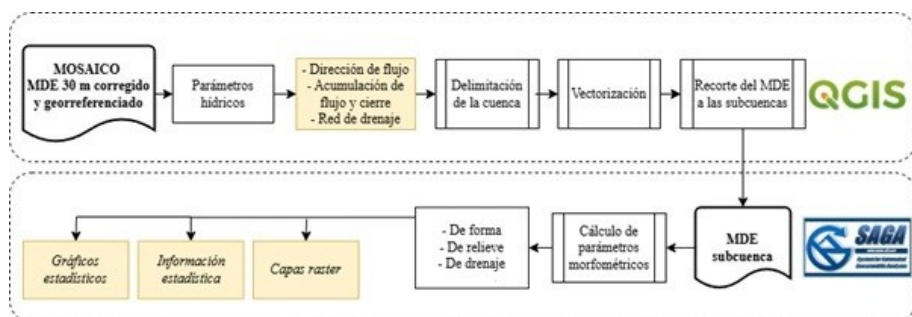 MOSAICO
MDE 30 m corregido
y georreferenciado
Parámetros
hídricos
- Dirección de flujo
- Acumulación de
flujo y cierre
- Red de drenaje
Delimitación
de la cuenca
Vectorización
Recorte del MDE
a las subcuencas
QGIS
Gráficos
estadísticos
Información
estadística
Capas raster
- De forma
- De relieve
- De drenaje
Cálculo de
parámetros
morfométricos
MDE
subcuenca
SAGA